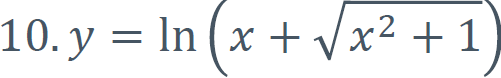 10. y = ln(x + √(x² + 1))